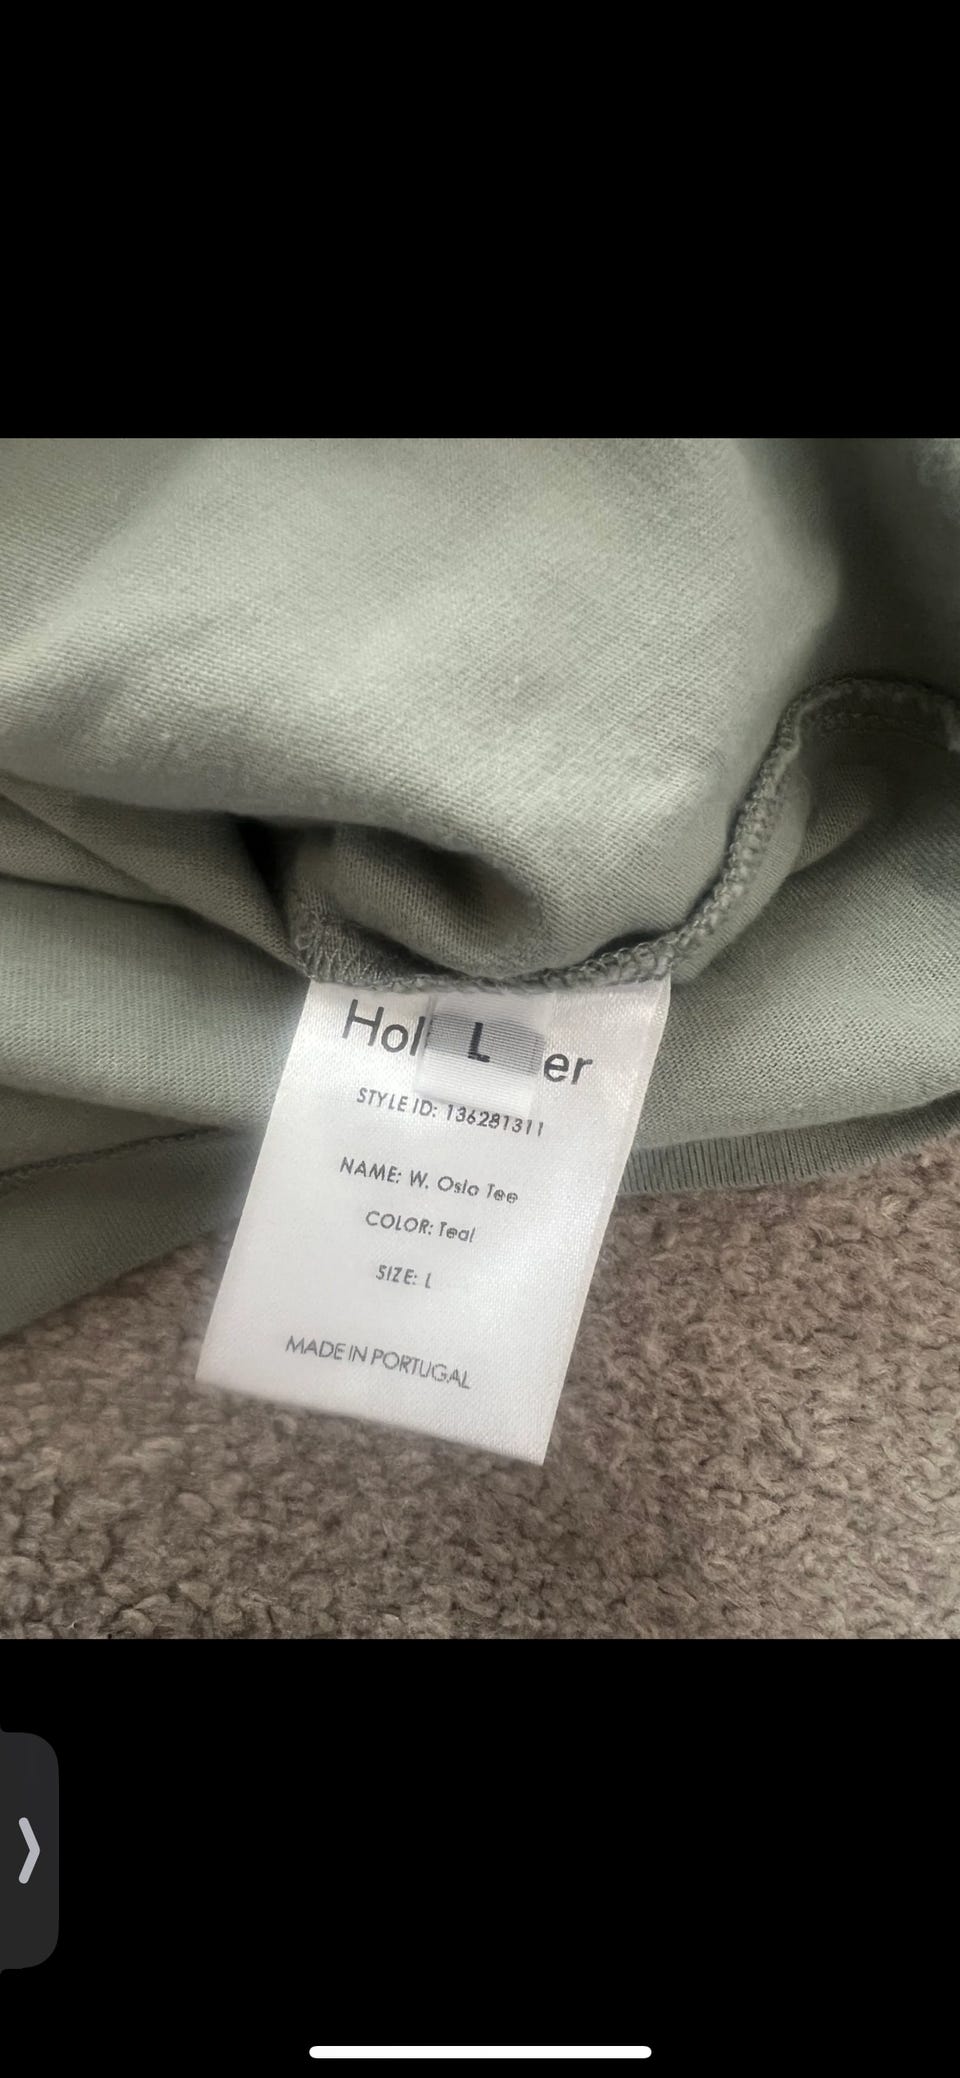 Hol L er
STYLE ID: 136281311
NAME: W. Oslo Tee
COLOR: Teal
SIZE: L
MADE IN PORTUGAL